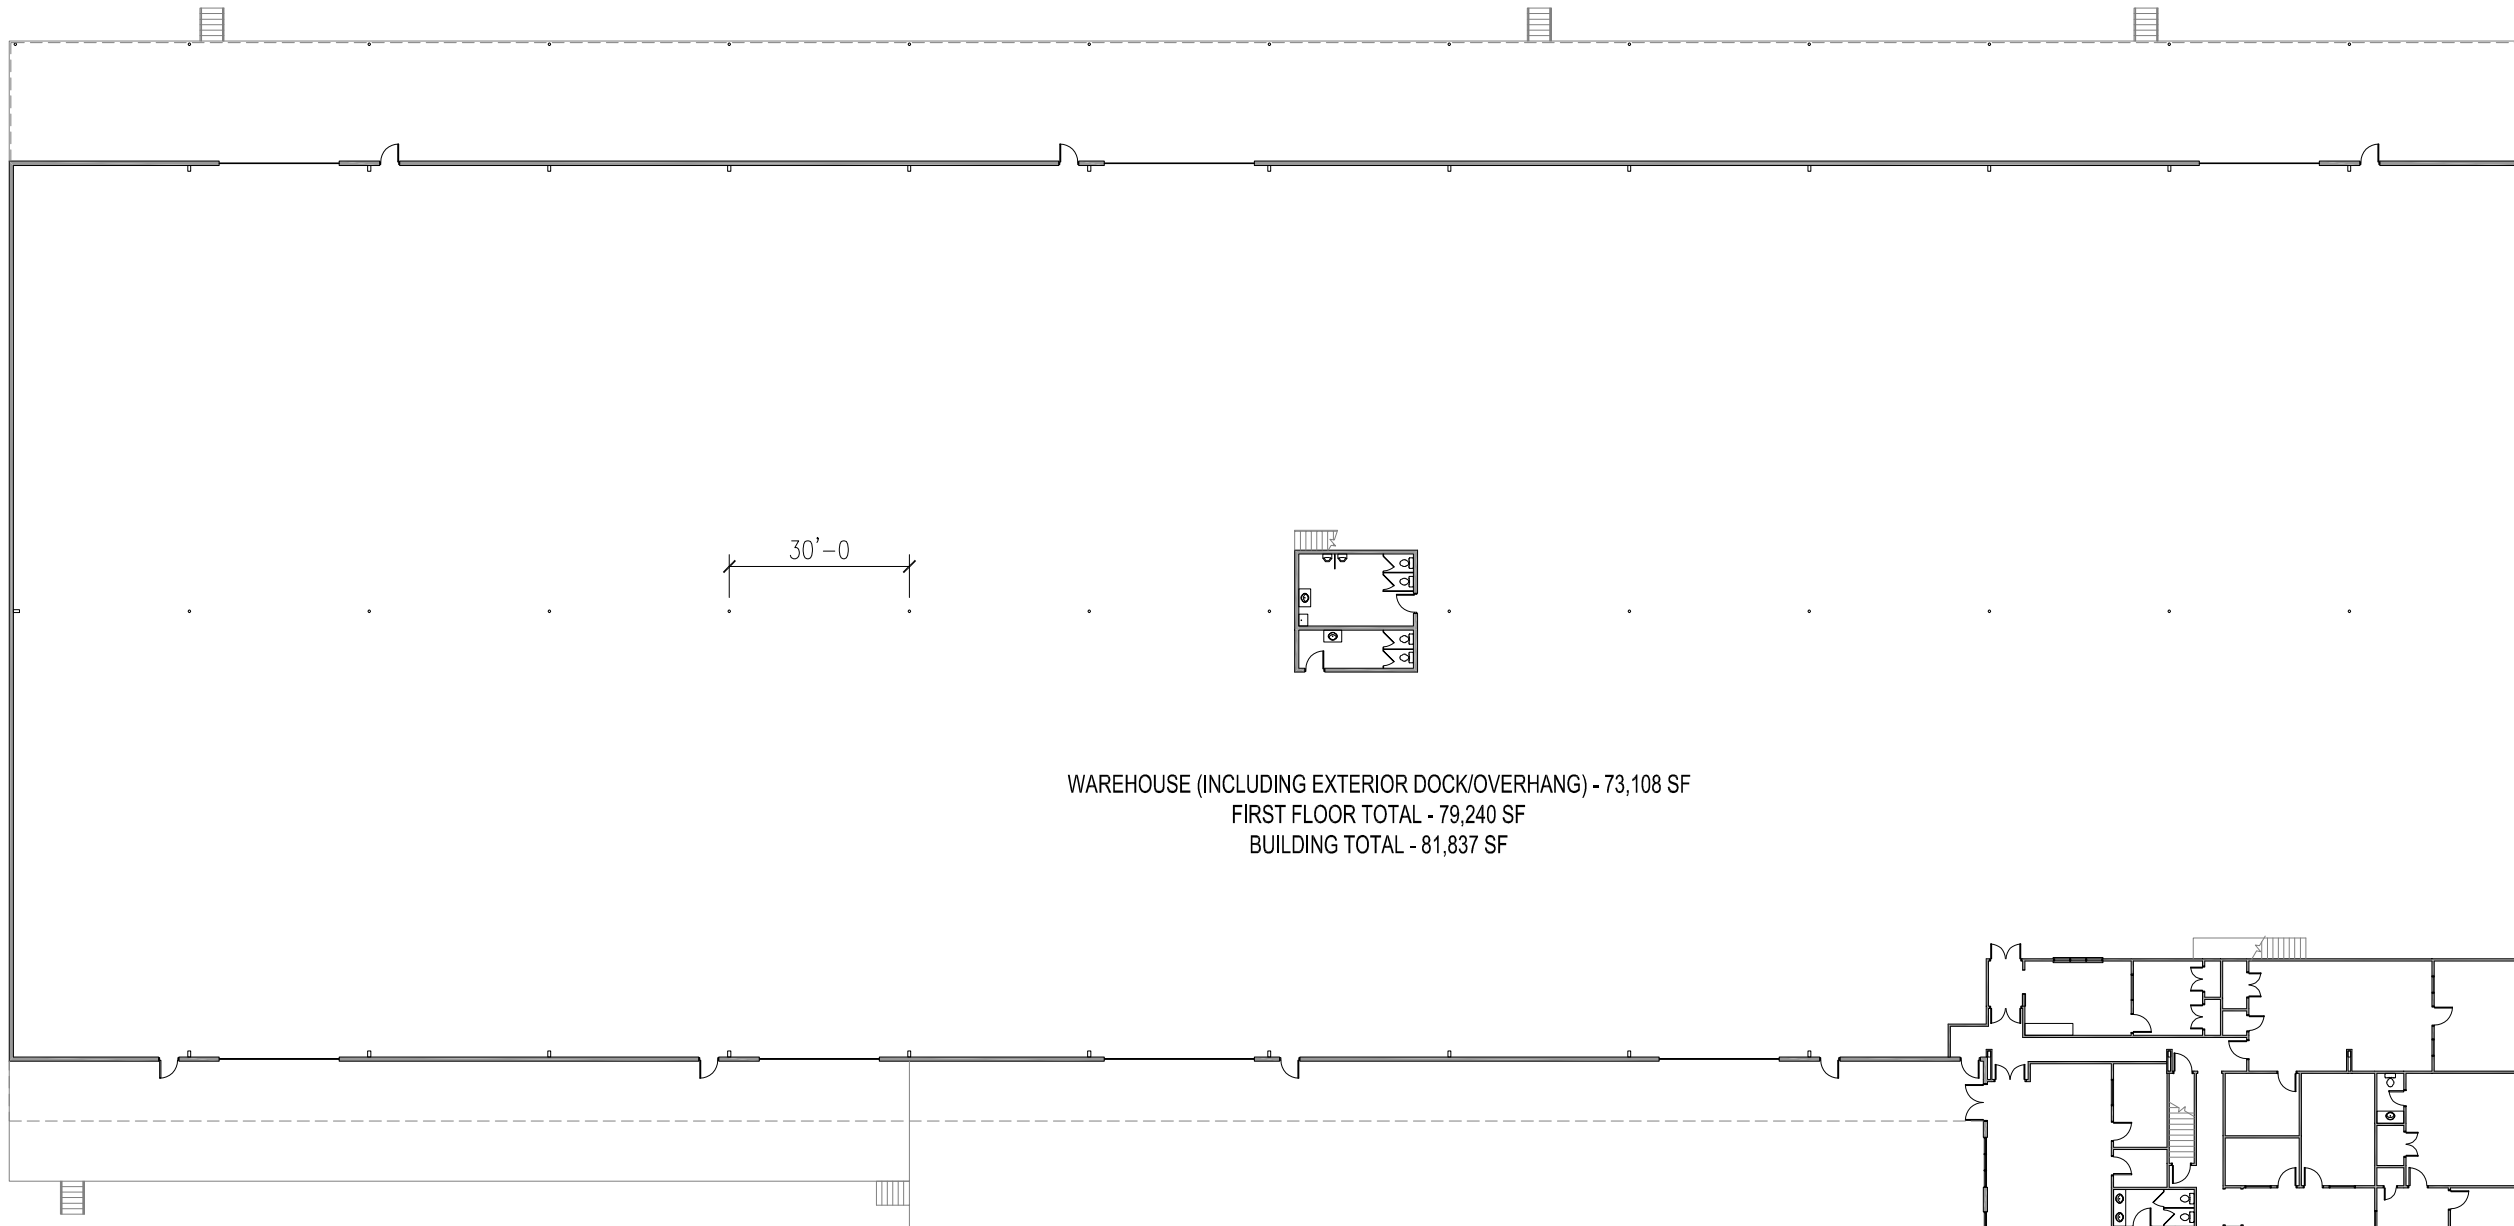 30'-0
WAREHOUSE (INCLUDING EXTERIOR DOCK/OVERHANG) - 73,108 SF
FIRST FLOOR TOTAL - 79,240 SF
BUILDING TOTAL - 81,837 SF